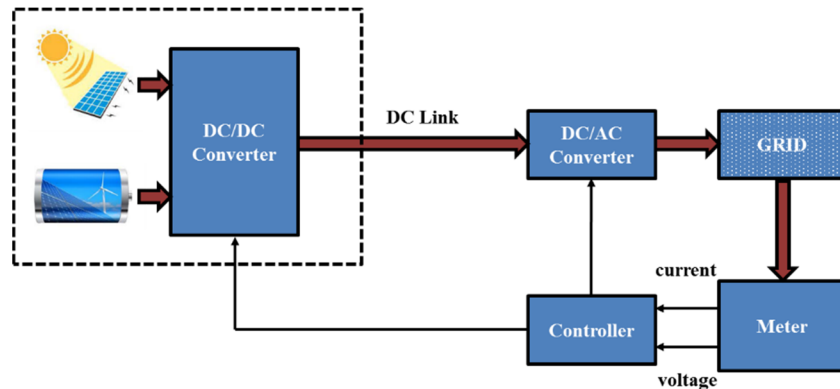 DC/DC
Converter
DC Link
DC/AC
Converter
GRID
current
Controller
Meter
voltage